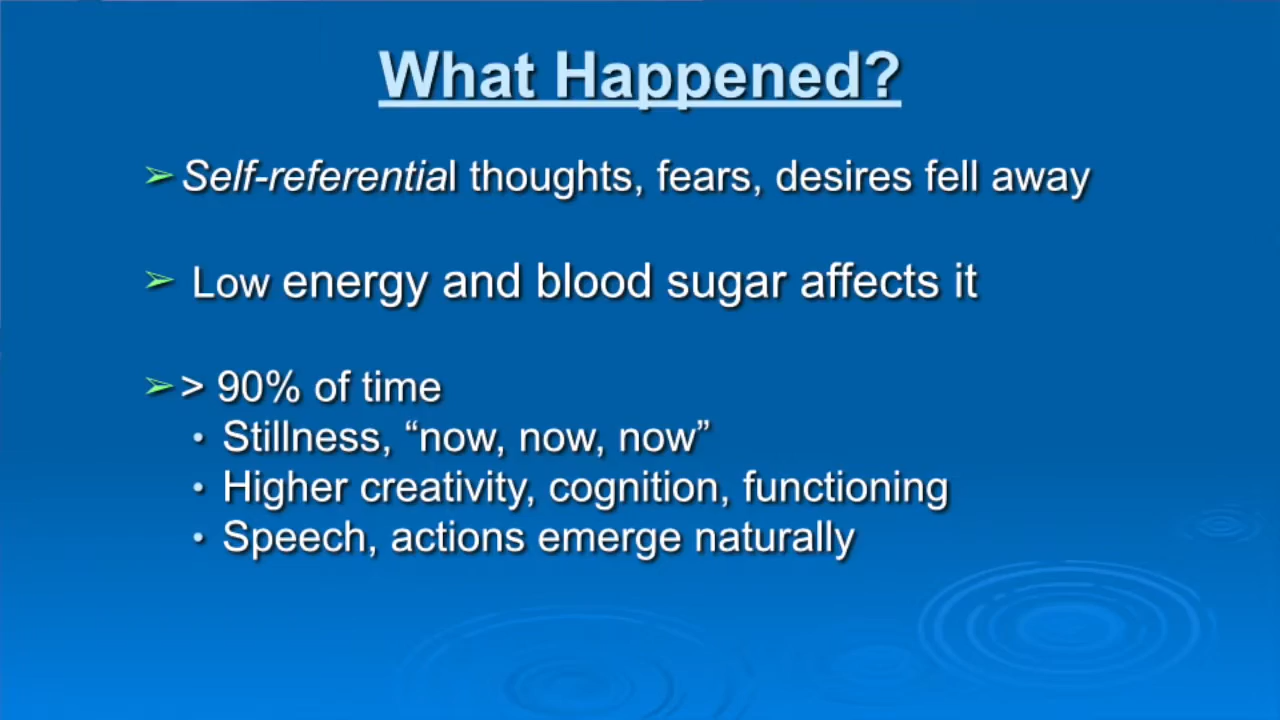 What Happened?
➢ Self-referential thoughts, fears, desires fell away
➢ Low energy and blood sugar affects it
➢ > 90% of time
• Stillness, “now, now, now”
• Higher creativity, cognition, functioning
• Speech, actions emerge naturally